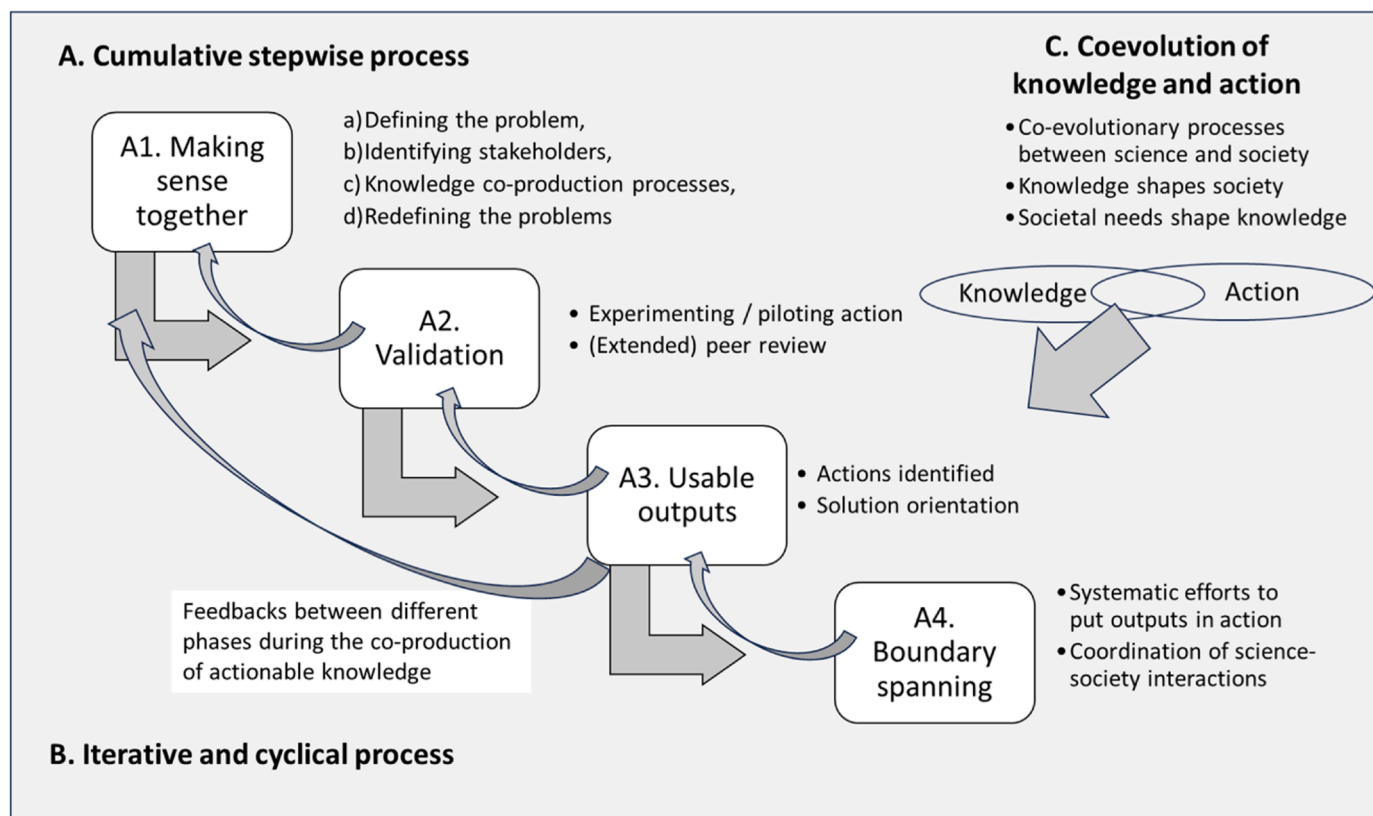 A. Cumulative stepwise process
A1. Making
sense
together
a)Defining the problem,
b)Identifying stakeholders,
c)Knowledge co-production processes,
d)Redefining the problems
C. Coevolution of
knowledge and action
•Co-evolutionary processes
between science and society
•Knowledge shapes society
•Societal needs shape knowledge
Knowledge
Action
A2.
Validation
• Experimenting / piloting action
• (Extended) peer review
A3. Usable
outputs
• Actions identified
• Solution orientation
Feedbacks between different
phases during the co-production
of actionable knowledge
A4.
Boundary
spanning
•Systematic efforts to
put outputs in action
•Coordination of science-
society interactions
B. Iterative and cyclical process